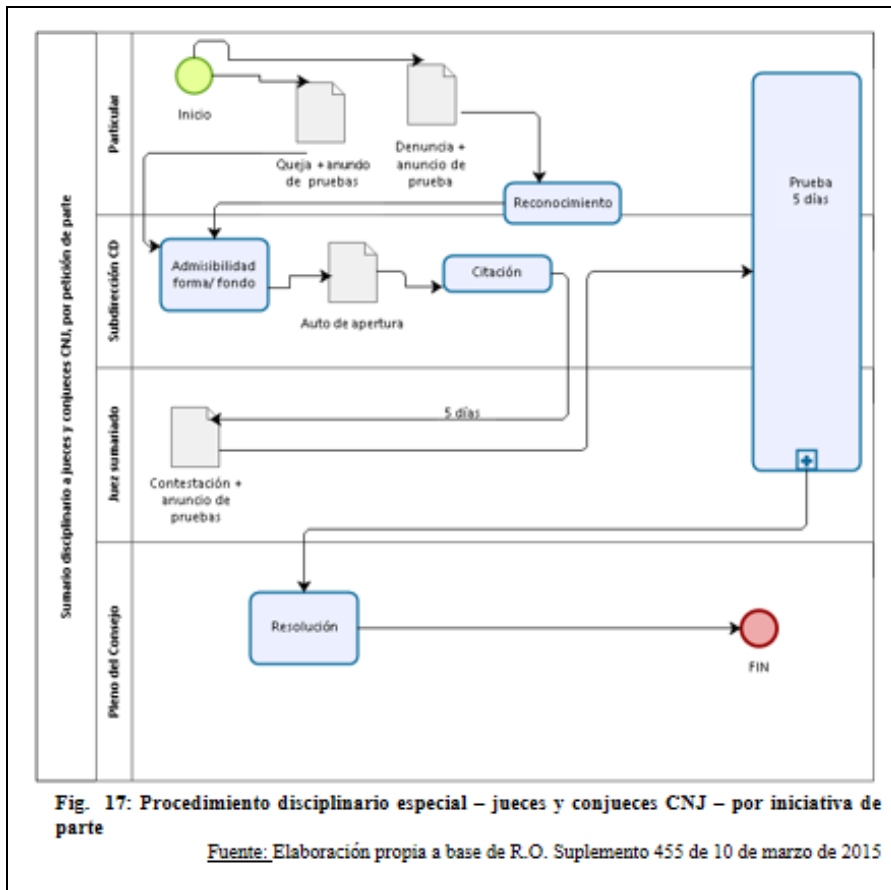 Sumario disciplinario a jueces y conjueces CNJ, por petición de parte
Particular
Inicio
Queja + anundo
de pruebas
Denuncia +
anuncio de
prueba
Reconocimiento
Prueba
5 días
Subdirección CD
Admisibilidad
forma/ fondo
Auto de apertura
Citación
Juez sumariado
5 días
Contestación +
anuncio de
pruebas
Pleno del Consejo
Resolución
FIN
Fig. 17: Procedimiento disciplinario especial – jueces y conjueces CNJ – por iniciativa de
parte
Fuente: Elaboración propia a base de R.O. Suplemento 455 de 10 de marzo de 2015